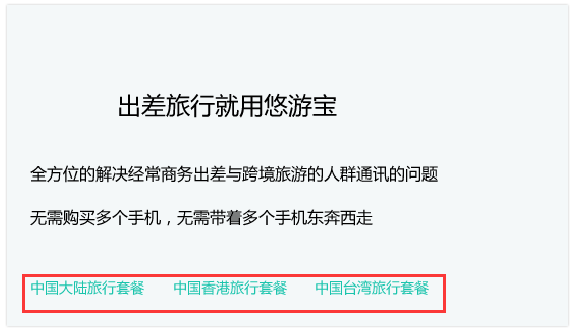 出差旅行就用悠游宝
全方位的解决经常商务出差与跨境旅游的人群通讯的问题
无需购买多个手机，无需带着多个手机东奔西走
中国大陆旅行套餐 中国香港旅行套餐 中国台湾旅行套餐